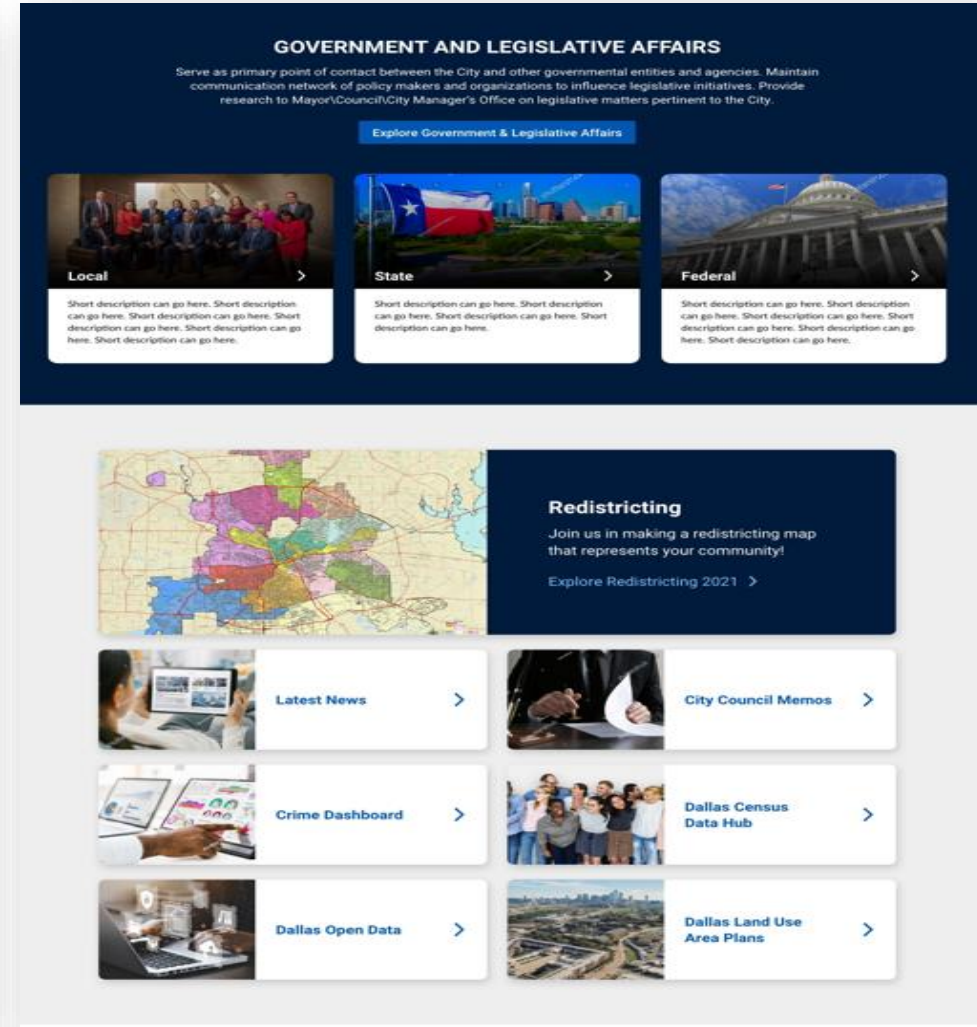 GOVERNMENT AND LEGISLATIVE AFFAIRS
Serve as primary point of contact between the City and other governmental entities and agencies. Maintain
communication network of policy makers and organizations to influence legislative initiatives. Provide
research to Mayor\Council\City Manager's Office on legislative matters pertinent to the City.
Explore Government & Legislative Affairs
Local
Short description can go here. Short description
can go here. Short description can go here. Short
description can go here. Short description can go
here. Short description can go here.
State
Short description can go here. Short description
can go here. Short description can go here. Short
description can go here.
Federal
Short description can go here. Short description
can go here. Short description can go here. Short
description can go here. Short description can go
here. Short description can go here.
Redistricting
Join us in making a redistricting map
that represents your community!
Explore Redistricting 2021
Latest News
City Council Memos
Crime Dashboard
Dallas Census
Data Hub
Dallas Open Data
Dallas Land Use
Area Plans